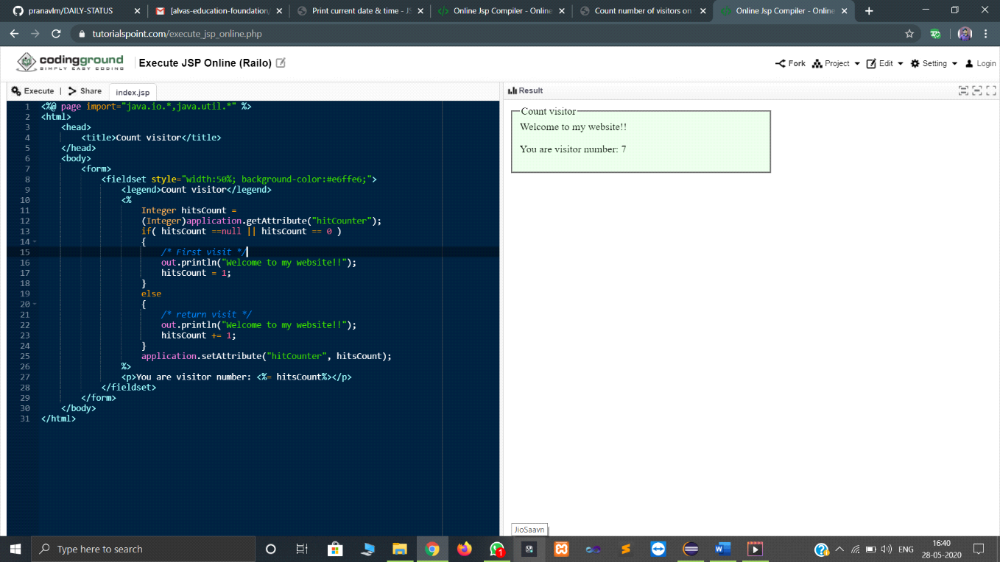 pranavlm/DAILY-STATUS
[alvas-education-foundation/
Print current date & time - JS
Online Jsp Compiler - Online
Count number of visitors on
Online Jsp Compiler - Online
tutorialspoint.com/execute_jsp_online.php
codingground
SIMPLY EASY CODING
Execute JSP Online (Railo)
Fork
Project
Edit
Setting
Login
Execute | Share index.jsp
1 <%@ page import="java.io.*,java.util.*" %>
2 <html>
3 <head>
4 <title>Count visitor</title>
5 </head>
6 <body>
7 <form>
8 <fieldset style="width:50%; background-color:#e6ffe6;">
9 <legend>Count visitor</legend>
10 <%
11 Integer hitsCount =
12 (Integer)application.getAttribute("hitCounter");
13 if( hitsCount ==null || hitsCount == 0 )
14 {
15 /* First visit */
16 out.println("Welcome to my website!!");
17 hitsCount = 1;
18 }
19 else
20 {
21 /* return visit */
22 out.println("Welcome to my website!!");
23 hitsCount += 1;
24 }
25 application.setAttribute("hitCounter", hitsCount);
26 %>
27 <p>You are visitor number: <%= hitsCount%></p>
28 </fieldset>
29 </form>
30 </body>
31 </html>
Result
Count visitor
Welcome to my website!!
You are visitor number: 7
JioSaavn
Type here to search
1
ENG
16:40
28-05-2020